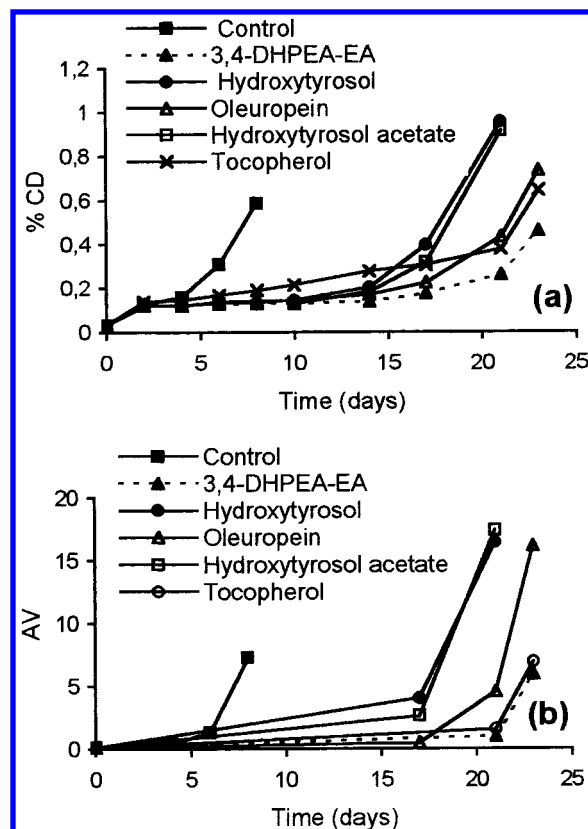 Control
3,4-DHPEA-EA
Hydroxytyrosol
Oleuropein
Hydroxytyrosol acetate
Tocopherol
1,2
1
0,8
0,6
0,4
0,2
0
% CD
(a)
0 5 10 15 20 25
Time (days)
Control
3,4-DHPEA-EA
Hydroxytyrosol
Oleuropein
Hydroxytyrosol acetate
Tocopherol
20
15
10
5
0
AV
(b)
0 5 10 15 20 25
Time (days)